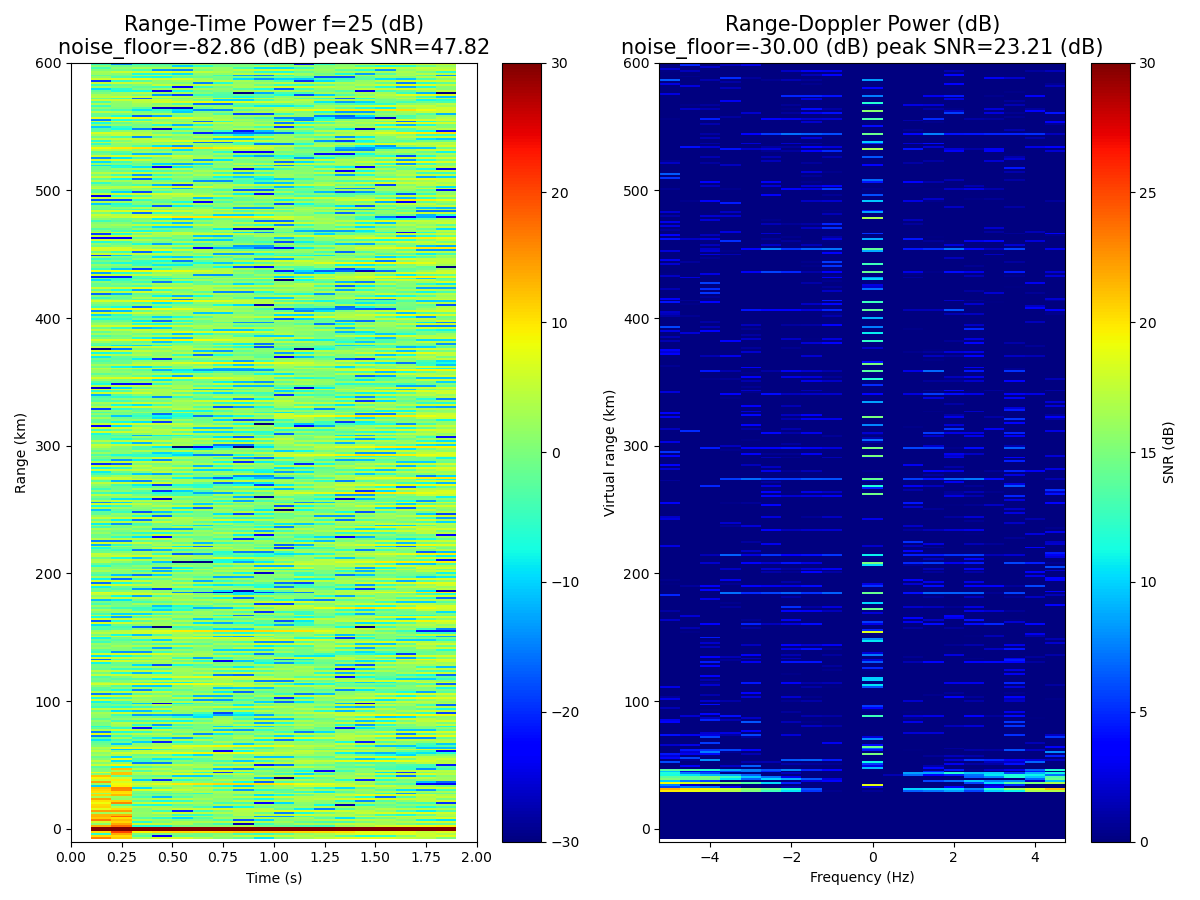 Range-Time Power f=25 (dB)
noise_floor=-82.86 (dB) peak SNR=47.82
Range-Doppler Power (dB)
noise_floor=-30.00 (dB) peak SNR=23.21 (dB)
600
500
400
300
200
100
0
Range (km)
0.00 0.25 0.50 0.75 1.00 1.25 1.50 1.75 2.00
Time (s)
30
20
10
0
−10
−20
−30
600
500
400
300
200
100
0
Virtual range (km)
−4 −2 0 2 4
Frequency (Hz)
30
25
20
15
10
5
0
SNR (dB)